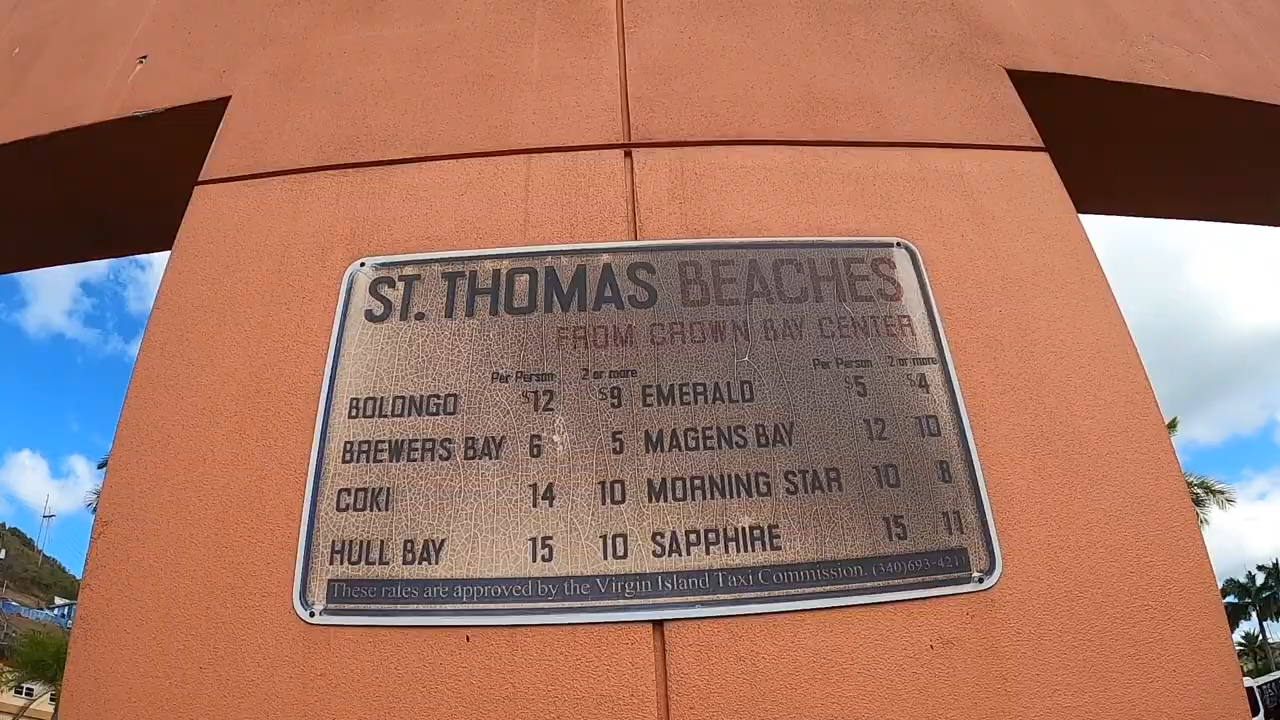 ST. THOMAS BEACHES
FROM CROWN BAY CENTER
Per Person 2 or more Per Person 2 or more
BOLONGO $12 $9 EMERALD $5 $4
BREWERS BAY 6 5 MAGENS BAY 12 10
COKI 14 10 MORNING STAR 10 8
HULL BAY 15 10 SAPPHIRE 15 11
These rates are approved by the Virgin Island Taxi Commission.